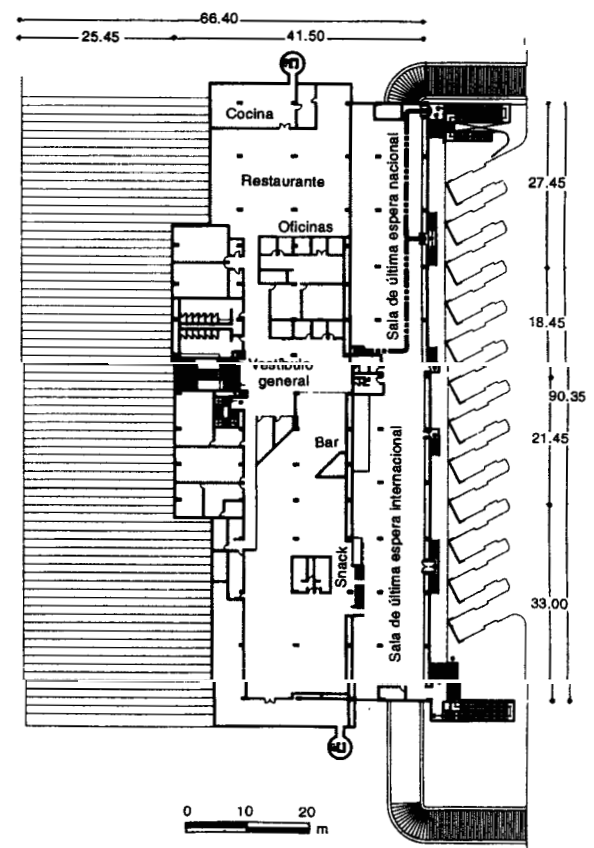 66.40
25.45 41.50
Cocina
Restaurante
Oficinas
Sala de última espera nacional
27.45
18.45
90.35
21.45
33.00
Vestíbulo
general
Bar
Snack
Sala de última espera internacional
0 10 20
m